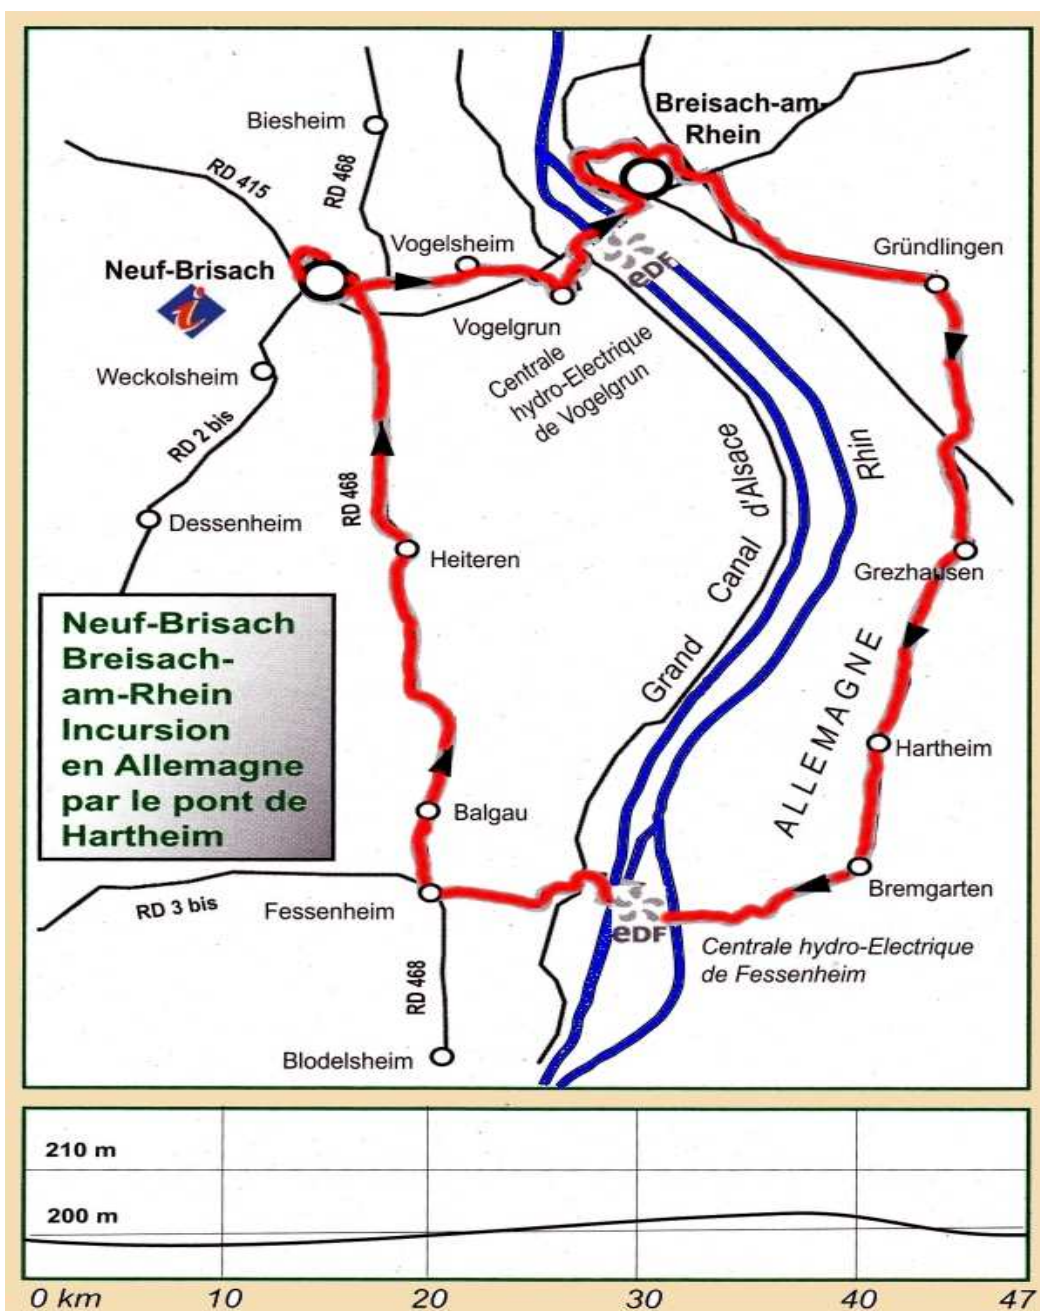 Breisach-am-
Rhein
Biesheim
RD 415
RD 468
Vogelsheim
Gründlingen
Neuf-Brisach
i
eDF
Vogelgrun
Centrale
hydro-Electrique
de Vogelgrun
Weckolsheim
RD 2 bis
RD 468
Grand Canal d'Alsace
Rhin
Dessenheim
Heiteren
Grezhausen
Neuf-Brisach
Breisach-
am-Rhein
Incursion
en Allemagne
par le pont de
Hartheim
ALLEMAGNE
Hartheim
Balgau
Bremgarten
RD 3 bis
Fessenheim
eDF
Centrale hydro-Electrique
de Fessenheim
RD 468
Blodelsheim
210 m
200 m
0 km 10 20 30 40 47